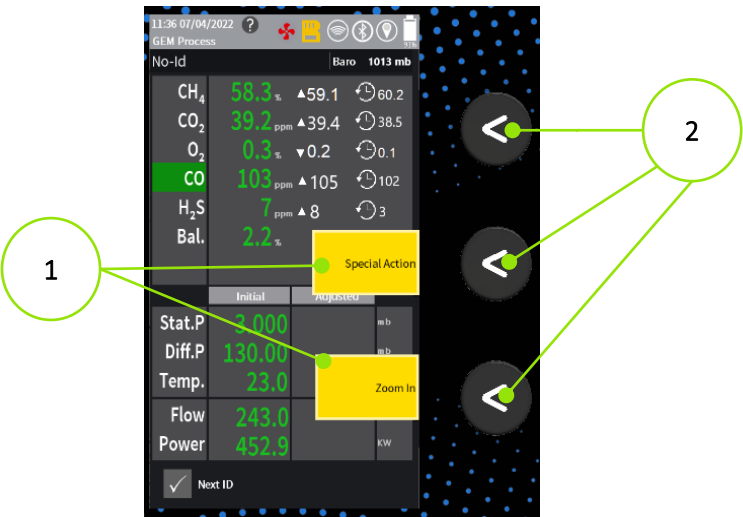 11:36 07/04/2022 ?
GEM Process
91%
No-Id Baro 1013 mb
CH4 58.3 % ▲59.1 60.2
CO2 39.2 ppm ▲39.4 38.5
O2 0.3 % ▼0.2 0.1
CO 103 ppm ▲105 102
H2S 7 ppm ▲8 3
Bal. 2.2 %
Special Action
Initial Adjusted
Stat.P 3.000 mb
Diff.P 130.00 mb
Temp. 23.0
Zoom In
Flow 243.0
Power 452.9 KW
Next ID
1
2
<
<
<